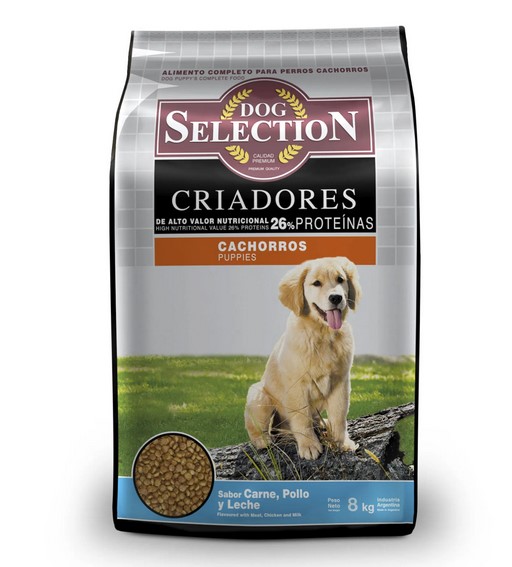 ALIMENTO COMPLETO PARA PERROS CACHORROS
DOG PUPPY'S COMPLETE FOOD
DOG
SELECTION
CALIDAD
PREMIUM
PREMIUM QUALITY
CRIADORES
DE ALTO VALOR NUTRICIONAL 26% PROTEÍNAS
HIGH NUTRITIONAL VALUE 26% PROTEINS
CACHORROS
PUPPIES
Sabor Carne, Pollo
y Leche
Flavoured with Meat, Chicken and Milk
Peso
Neto
8 kg
Industria
Argentina